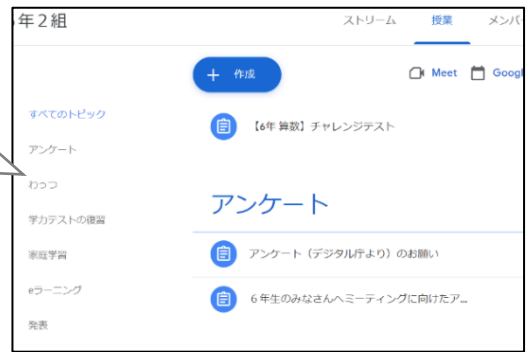 年2組
ストリーム 授業 メンバ
+ 作成
Meet Goog
すべてのトピック
アンケート
わっつ
学力テストの復習
家庭学習
eラーニング
発表
【6年 算数】チャレンジテスト
アンケート
アンケート（デジタル庁より）のお願い
６年生のみなさんへミーティングに向けたア...